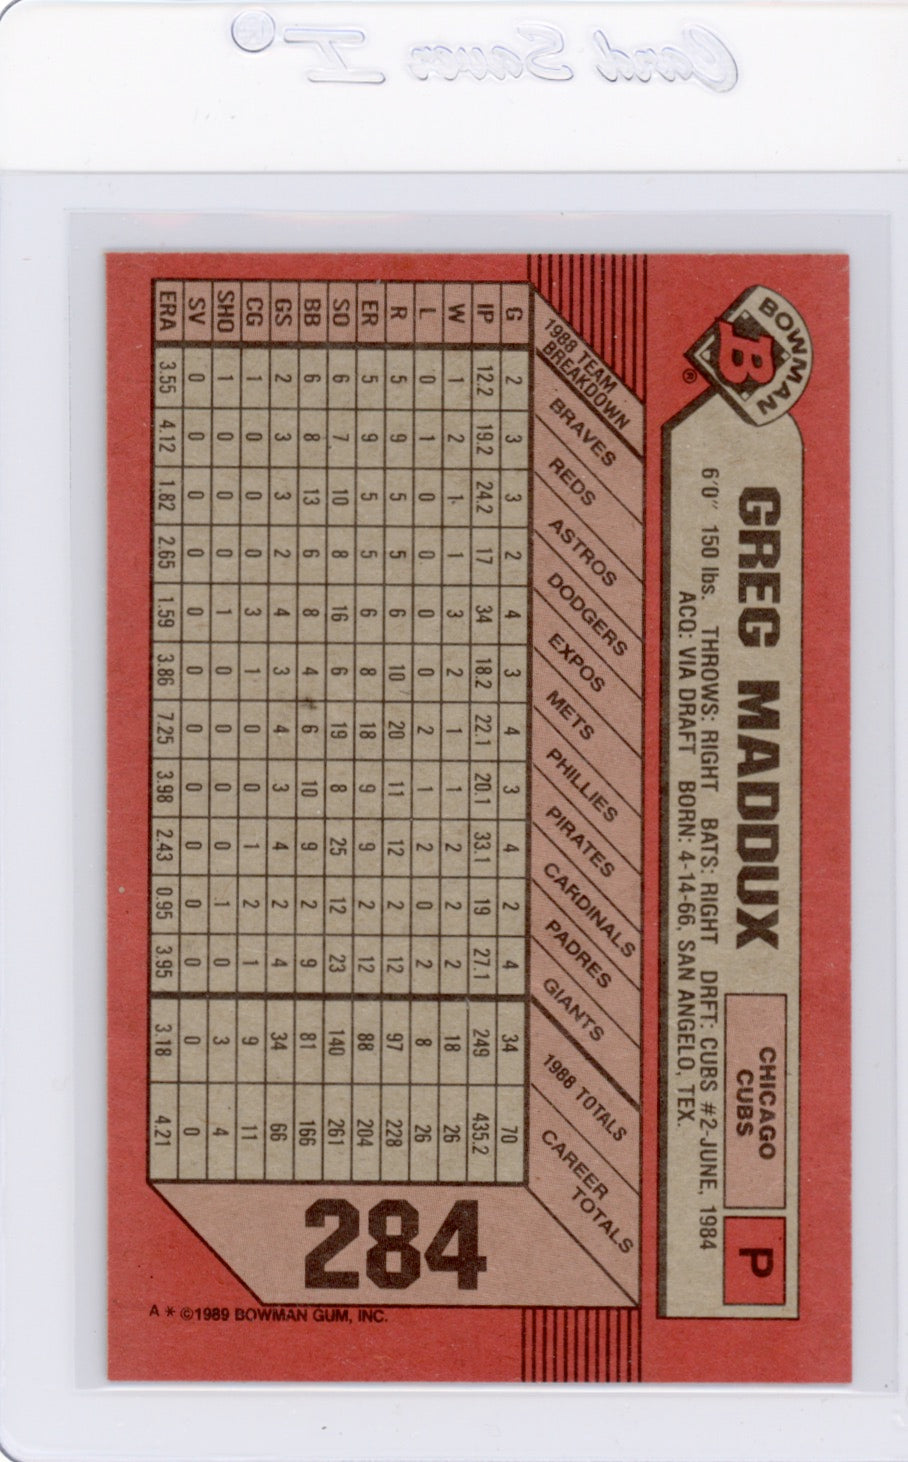 Card Saver I®
BOWMAN
B®
GREG MADDUX
CHICAGO
CUBS
P
6'0" 150 lbs. THROWS: RIGHT BATS: RIGHT DRFT: CUBS #2-JUNE, 1984
ACQ: VIA DRAFT BORN: 4-14-66, SAN ANGELO, TEX.
1988 TEAM BREAKDOWN BRAVES REDS ASTROS DODGERS EXPOS METS PHILLIES PIRATES CARDINALS PADRES GIANTS 1988 TOTALS CAREER TOTALS
G 2 3 3 2 4 3 4 3 4 2 4 34 70
IP 12.2 19.2 24.2 17 34 18.2 22.1 20.1 33.1 19 27.1 249 435.2
W 1 2 1 1 3 2 1 1 2 2 2 18 26
L 0 1 0 0 0 0 2 1 2 0 2 8 26
R 5 9 5 5 6 10 20 11 12 2 12 97 228
ER 5 9 5 5 6 8 18 9 9 2 12 88 204
SO 6 7 10 8 16 6 19 8 25 12 23 140 261
BB 6 8 13 6 8 4 6 10 9 2 9 81 166
GS 2 3 3 2 4 3 4 3 4 2 4 34 66
CG 1 0 0 0 3 1 0 0 1 2 1 9 11
SHO 1 0 0 0 1 0 0 0 0 1 0 3 4
SV 0 0 0 0 0 0 0 0 0 0 0 0 0
ERA 3.55 4.12 1.82 2.65 1.59 3.86 7.25 3.98 2.43 0.95 3.95 3.18 4.21
284
A * ©1989 BOWMAN GUM, INC.